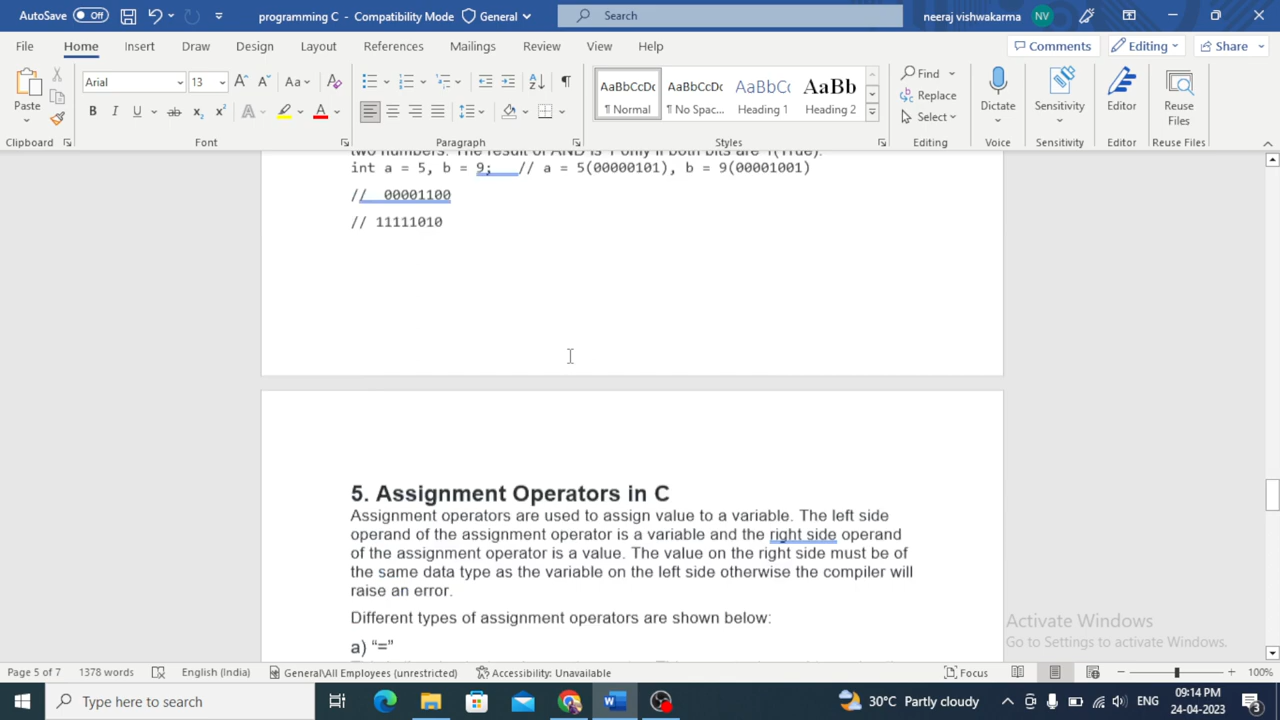 AutoSave Off programming C - Compatibility Mode General Search neeraj vishwakarma NV
File Home Insert Draw Design Layout References Mailings Review View Help Comments Editing Share
Arial 13 Aa AaBbCcDc AaBbCcDc AaBbCc AaBb Find
Paste Replace Dictate Sensitivity Editor Reuse Files
B I U ab x₂ x² A A ¶ Normal ¶ No Spac... Heading 1 Heading 2 Select
Clipboard Font Paragraph Styles Editing Voice Sensitivity Editor Reuse Files
two numbers. The result of AND is 1 only if both bits are 1(True).
int a = 5, b = 9; // a = 5(00000101), b = 9(00001001)
// 00001100
// 11111010
5. Assignment Operators in C
Assignment operators are used to assign value to a variable. The left side
operand of the assignment operator is a variable and the right side operand
of the assignment operator is a value. The value on the right side must be of
the same data type as the variable on the left side otherwise the compiler will
raise an error.
Different types of assignment operators are shown below:
a) “=”
Activate Windows
Go to Settings to activate Windows.
Page 5 of 7 1378 words English (India) General\All Employees (unrestricted) Accessibility: Unavailable Focus 100%
Type here to search 30°C Partly cloudy ENG 09:14 PM 24-04-2023 3